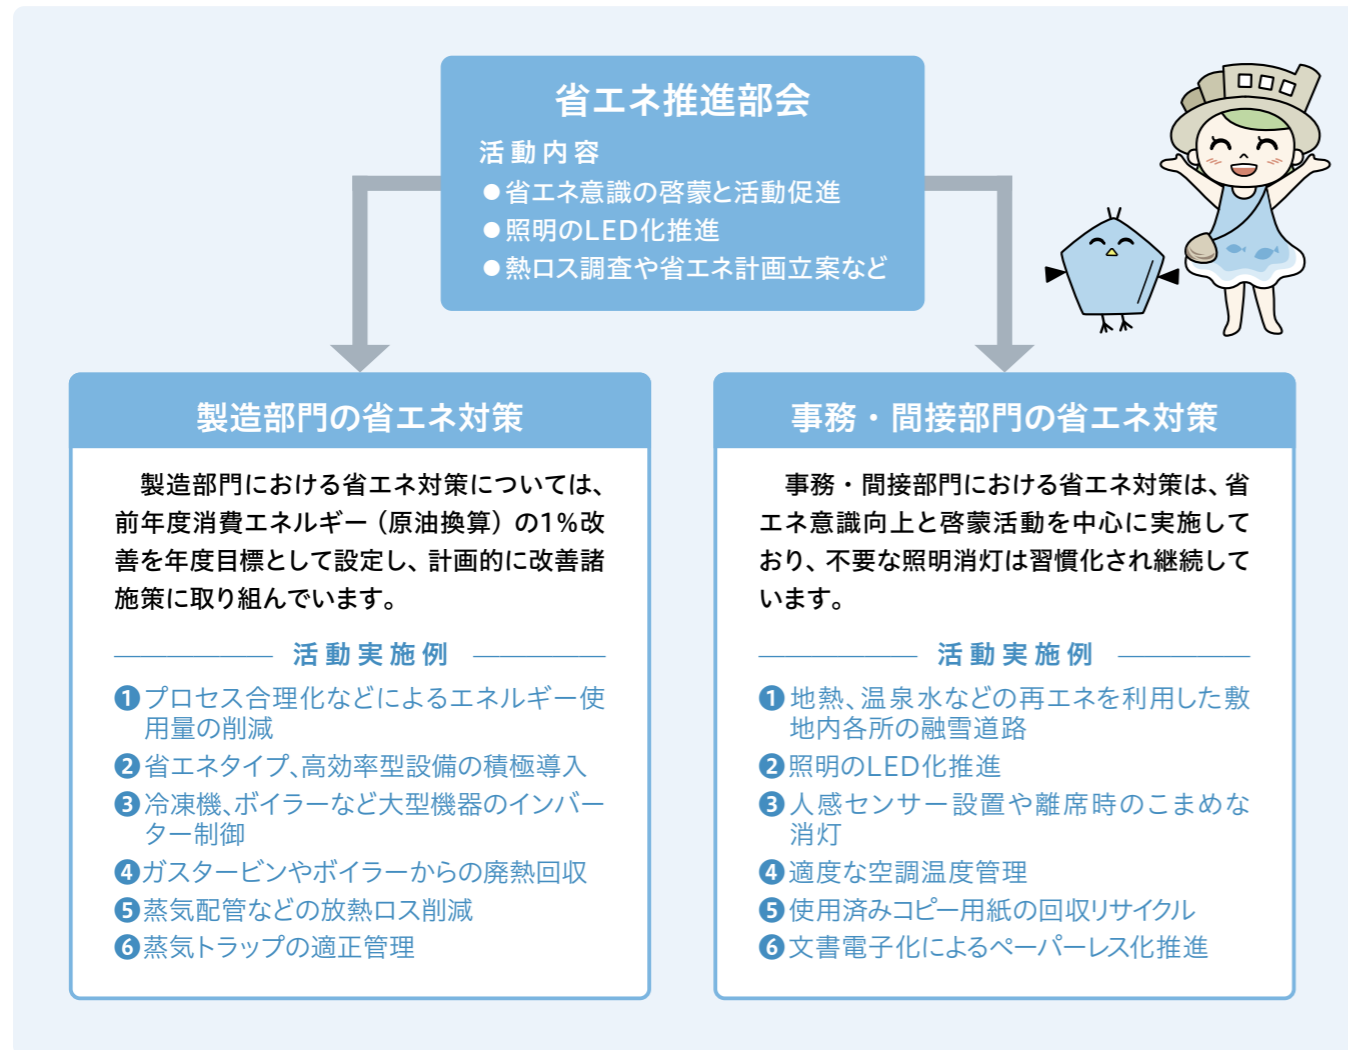 省エネ推進部会
活動内容
●省エネ意識の啓蒙と活動促進
●照明のLED化推進
●熱ロス調査や省エネ計画立案など
製造部門の省エネ対策
製造部門における省エネ対策については、
前年度消費エネルギー（原油換算）の1%改
善を年度目標として設定し、計画的に改善諸
施策に取り組んでいます。
活動実施例
❶プロセス合理化などによるエネルギー使
用量の削減
❷省エネタイプ、高効率型設備の積極導入
❸冷凍機、ボイラーなど大型機器のインバー
ター制御
❹ガスタービンやボイラーからの廃熱回収
❺蒸気配管などの放熱ロス削減
❻蒸気トラップの適正管理
事務・間接部門の省エネ対策
事務・間接部門における省エネ対策は、省
エネ意識向上と啓蒙活動を中心に実施して
おり、不要な照明消灯は習慣化され継続して
います。
活動実施例
❶地熱、温泉水などの再エネを利用した敷
地内各所の融雪道路
❷照明のLED化推進
❸人感センサー設置や離席時のこまめな
消灯
❹適度な空調温度管理
❺使用済みコピー用紙の回収リサイクル
❻文書電子化によるペーパーレス化推進